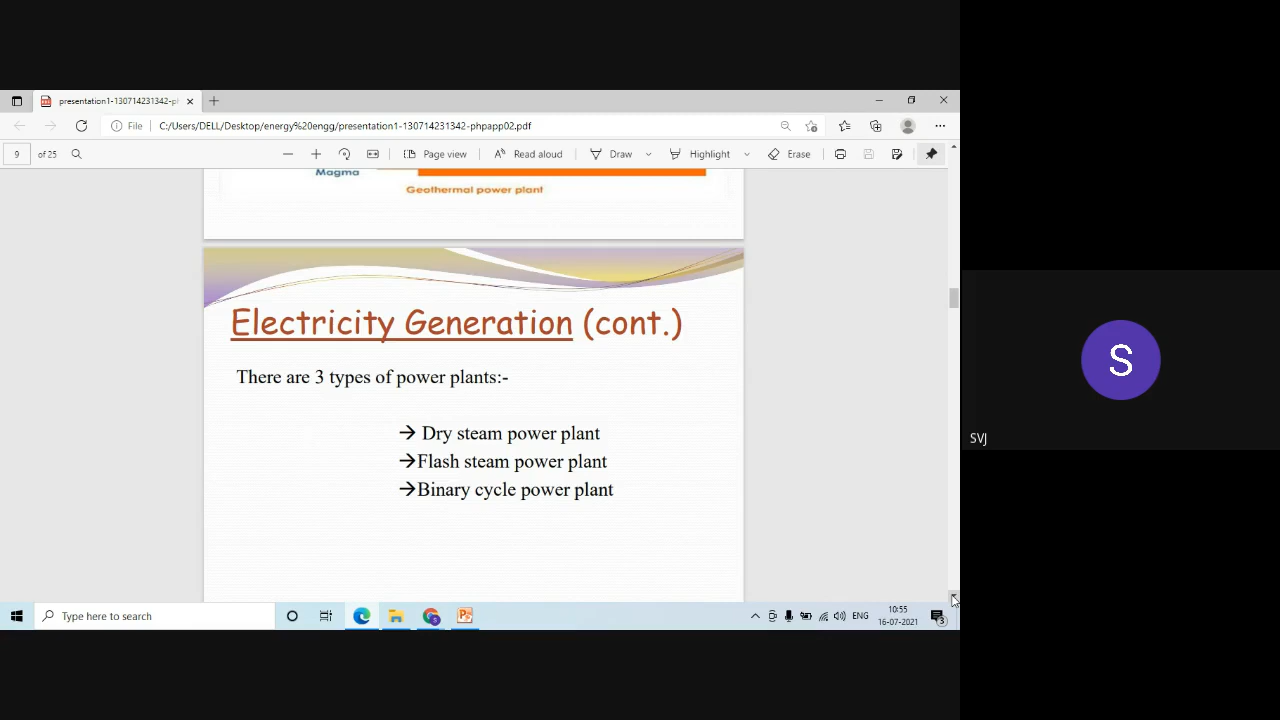 presentation1-130714231342-ph
File
C:/Users/DELL/Desktop/energy%20engg/presentation1-130714231342-phpapp02.pdf
9 of 25
Page view
Read aloud
Draw
Highlight
Erase
Magma
Geothermal power plant
Electricity Generation (cont.)
There are 3 types of power plants:-
→ Dry steam power plant
→Flash steam power plant
→Binary cycle power plant
S
SVJ
Type here to search
ENG
10:55
16-07-2021
3